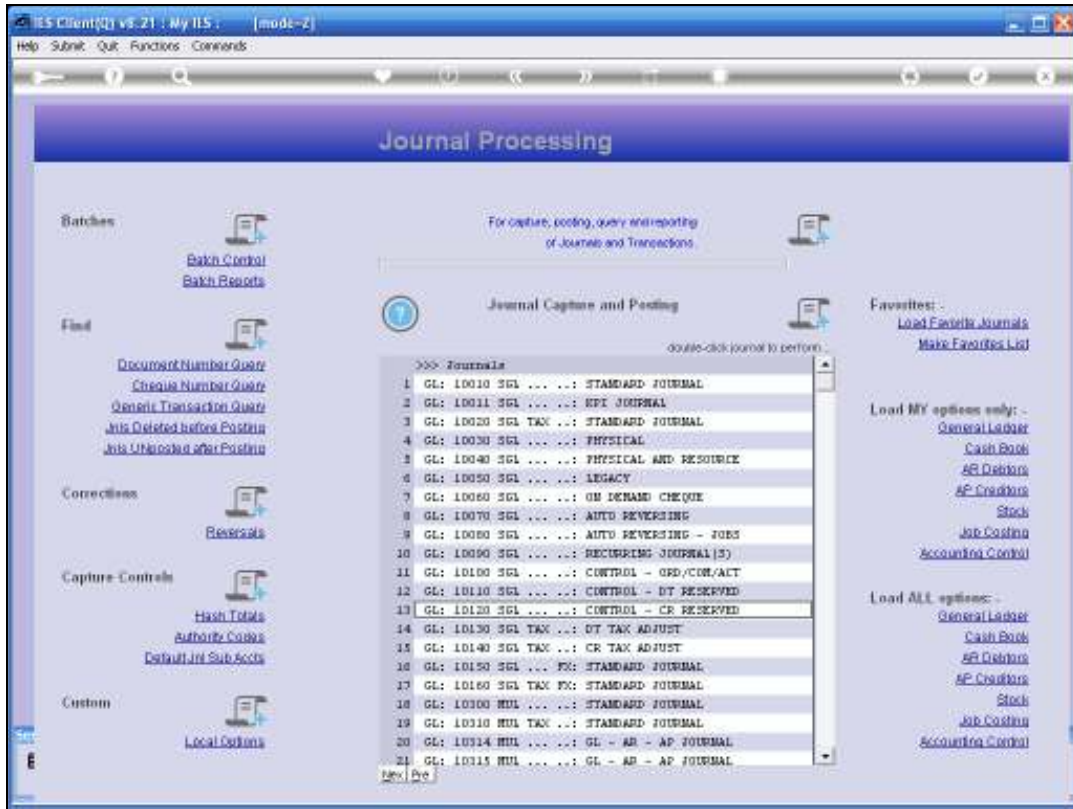 IES Client(Q) v8.21 : My IES : [mode=2]
Help Submit Quit Functions Commands
Journal Processing
Batches
Batch Control
Batch Reports
Find
Document Number Query
Cheque Number Query
Generic Transaction Query
Jnls Deleted before Posting
Jnls UNposted after Posting
Corrections
Reversals
Capture Controls
Hash Totals
Authority Codes
Default Jnl Sub Accts
Custom
Local Options
For capture, posting, query and reporting
of Journals and Transactions.
Journal Capture and Posting
double-click journal to perform ..
>>> Journals
1 GL: 10010 SGL ... ..: STANDARD JOURNAL
2 GL: 10011 SGL ... ..: KPI JOURNAL
3 GL: 10020 SGL TAX ..: STANDARD JOURNAL
4 GL: 10030 SGL ... ..: PHYSICAL
5 GL: 10040 SGL ... ..: PHYSICAL AND RESOURCE
6 GL: 10050 SGL ... ..: LEGACY
7 GL: 10060 SGL ... ..: ON DEMAND CHEQUE
8 GL: 10070 SGL ... ..: AUTO REVERSING
9 GL: 10080 SGL ... ..: AUTO REVERSING - JOBS
10 GL: 10090 SGL ... ..: RECURRING JOURNAL(S)
11 GL: 10100 SGL ... ..: CONTROL - ORD/COM/ACT
12 GL: 10110 SGL ... ..: CONTROL - DT RESERVED
13 GL: 10120 SGL ... ..: CONTROL - CR RESERVED
14 GL: 10130 SGL TAX ..: DT TAX ADJUST
15 GL: 10140 SGL TAX ..: CR TAX ADJUST
16 GL: 10150 SGL ... FX: STANDARD JOURNAL
17 GL: 10160 SGL TAX FX: STANDARD JOURNAL
18 GL: 10300 MUL ... ..: STANDARD JOURNAL
19 GL: 10310 MUL TAX ..: STANDARD JOURNAL
20 GL: 10314 MUL ... ..: GL - AR - AP JOURNAL
21 GL: 10315 MUL ... ..: GL - AR - AP JOURNAL
Nex Pre
Favorites: -
Load Favorite Journals
Make Favorites List
Load MY options only: -
General Ledger
Cash Book
AR Debtors
AP Creditors
Stock
Job Costing
Accounting Control
Load ALL options: -
General Ledger
Cash Book
AR Debtors
AP Creditors
Stock
Job Costing
Accounting Control